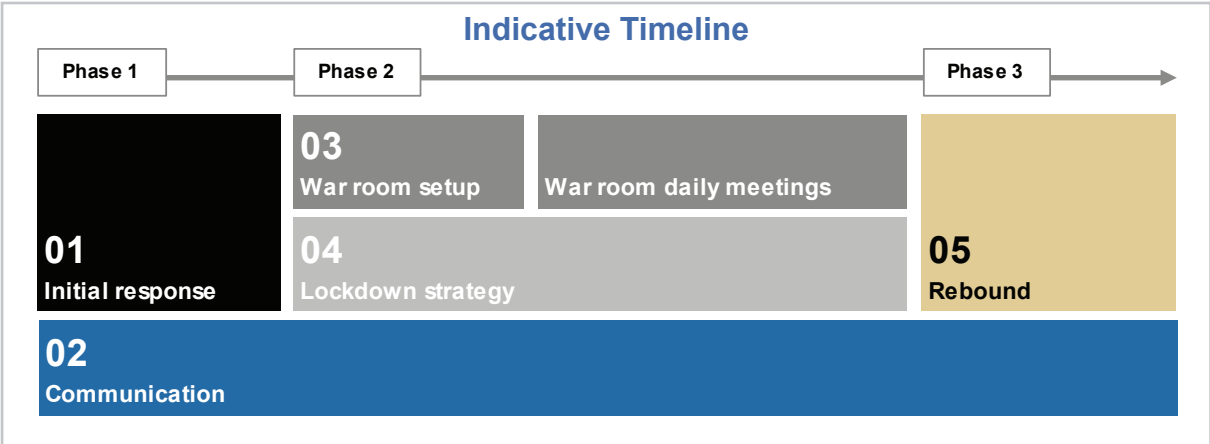 Indicative Timeline
Phase 1
Phase 2
Phase 3
03
War room setup
War room daily meetings
01
Initial response
04
Lockdown strategy
05
Rebound
02
Communication